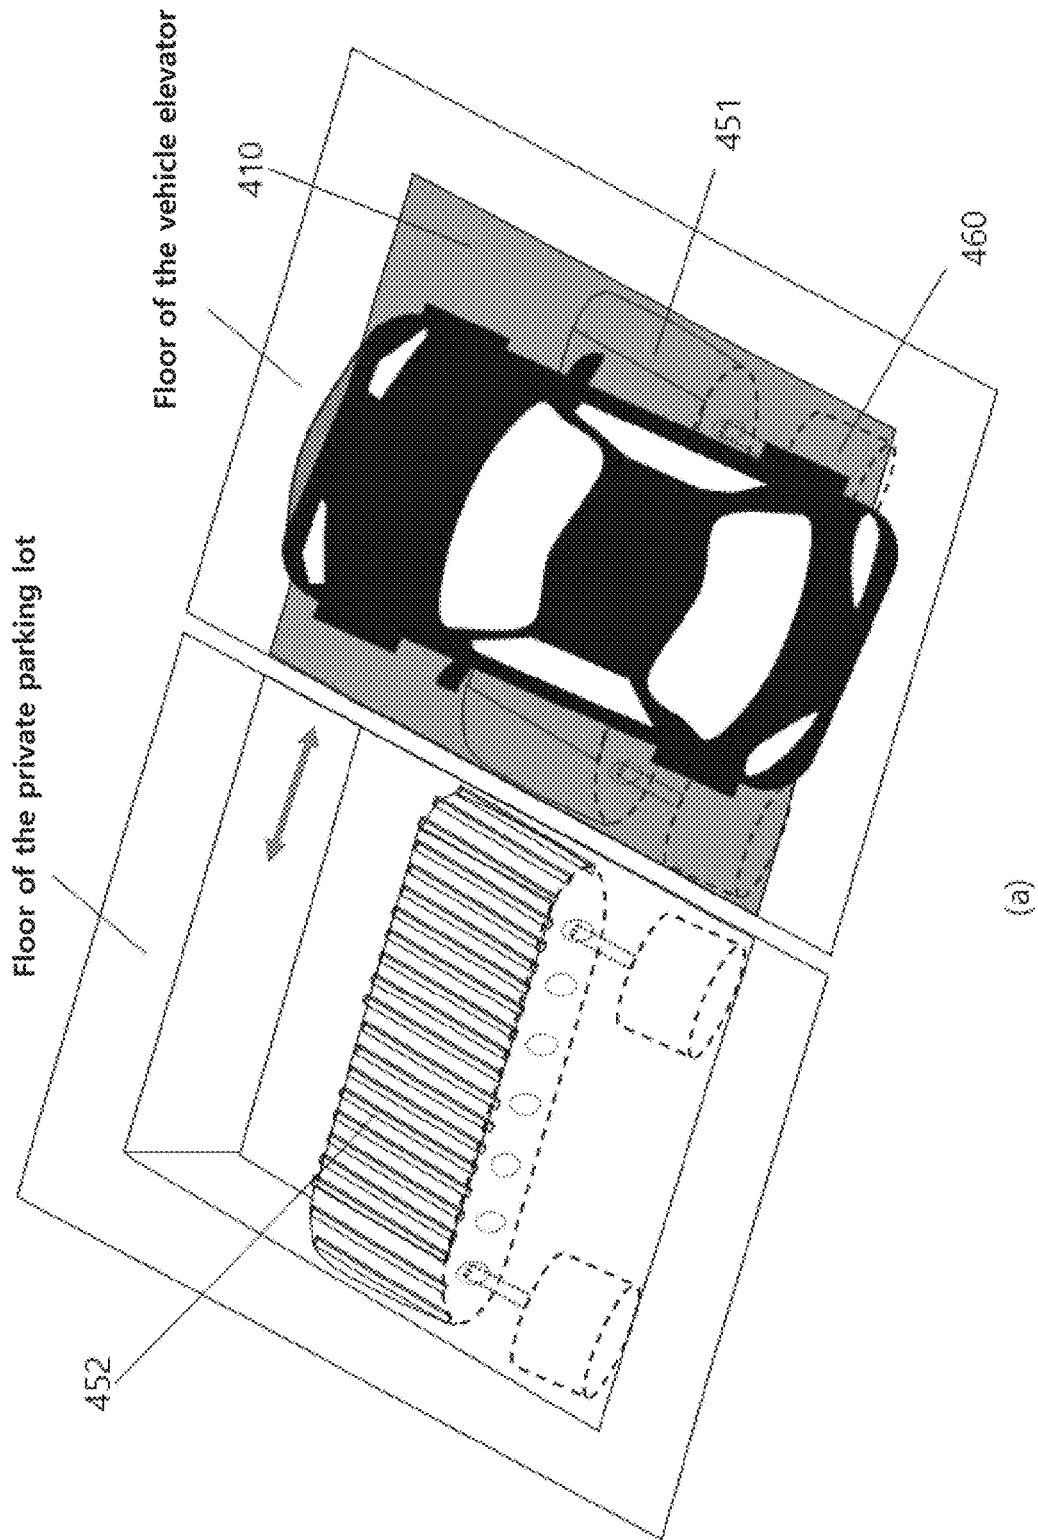 Floor of the private parking lot
Floor of the vehicle elevator
410
451
460
452
(a)